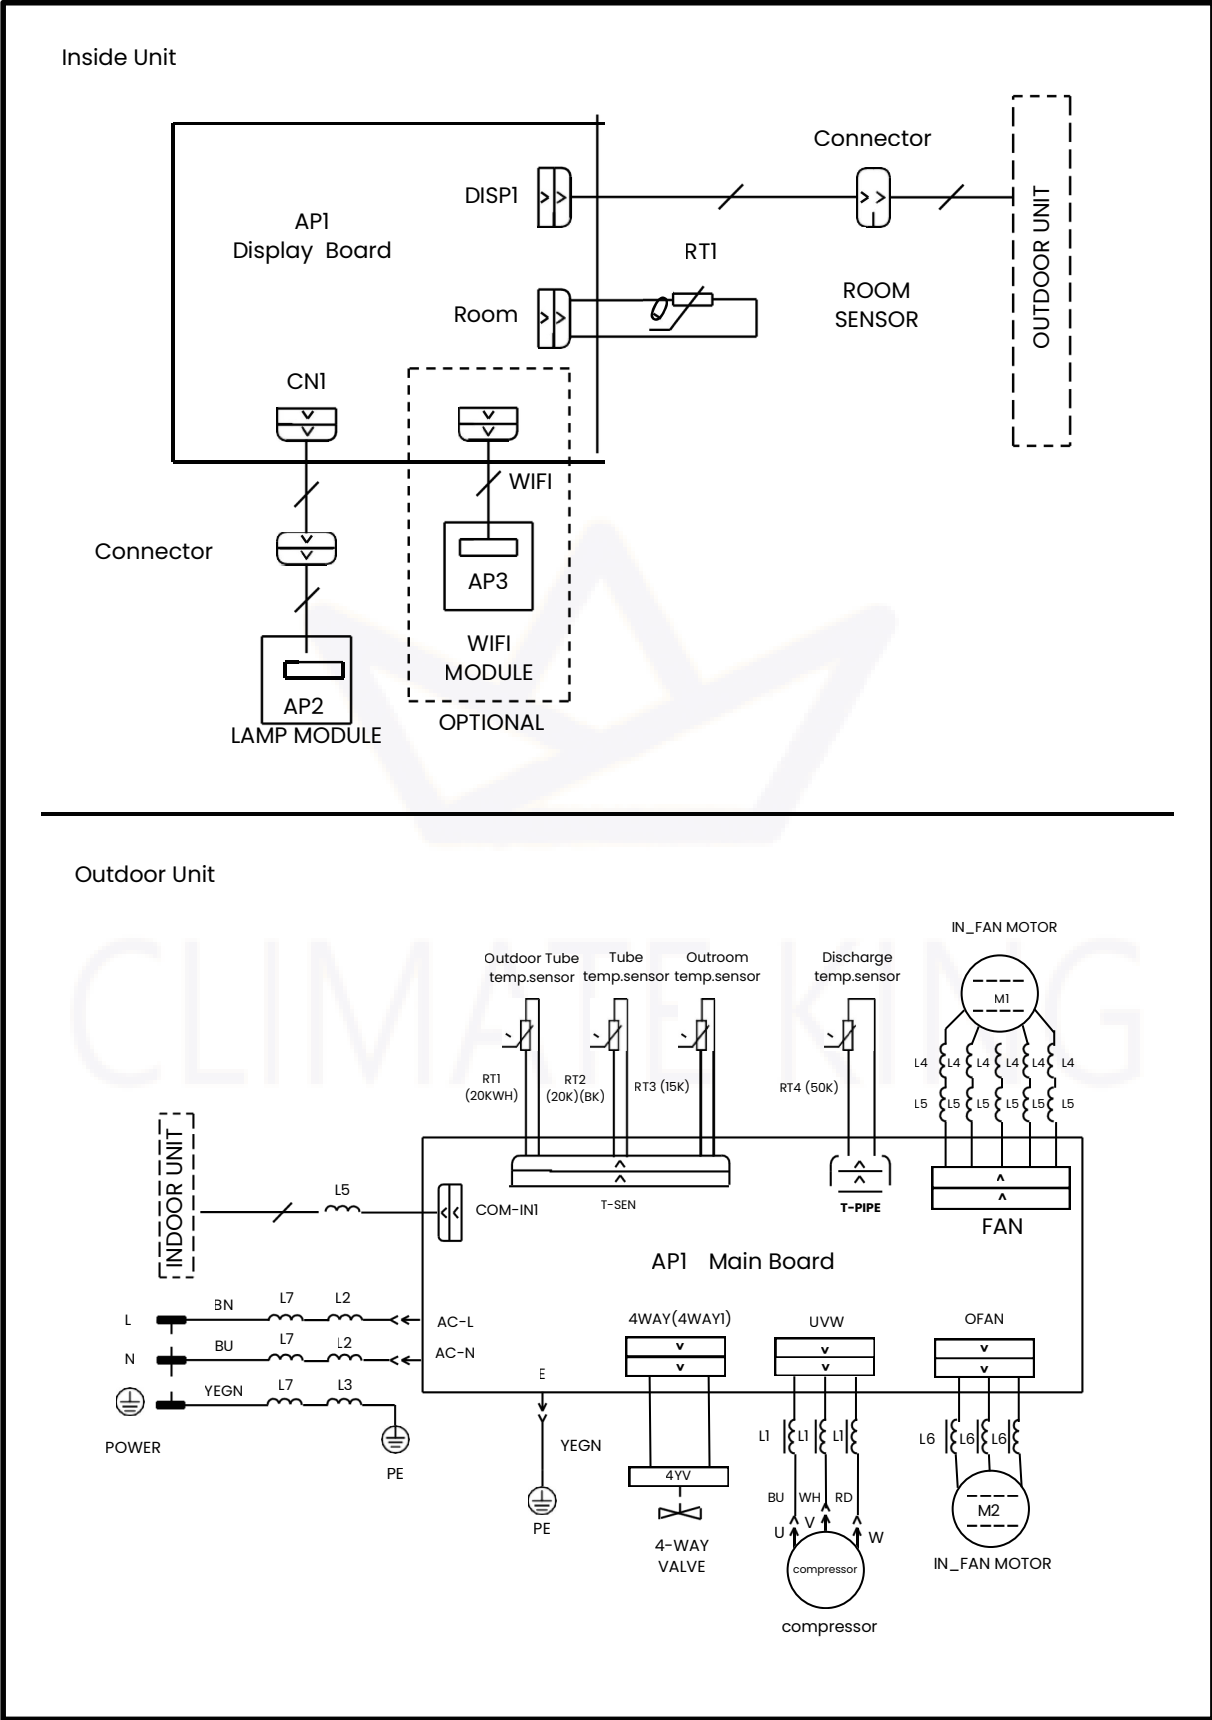 Inside Unit
Connector
DISP1
AP1
Display Board
RT1
OUTDOOR UNIT
ROOM
SENSOR
Room
CN1
WIFI
Connector
AP3
WIFI
MODULE
AP2
LAMP MODULE
OPTIONAL
Outdoor Unit
CLIMATE KING
IN_FAN MOTOR
Outdoor Tube
temp.sensor
Tube
temp.sensor
Outroom
temp.sensor
Discharge
temp.sensor
M1
L4 L4 L4 L4 L4 L4
RT1
(20KWH)
RT2
(20K)(BK)
RT3 (15K)
RT4 (50K)
L5 L5 L5 L5 L5 L5
INDOOR UNIT
L5
COM-IN1
T-SEN
T-PIPE
FAN
AP1 Main Board
L
BN
L7
L2
AC-L
4WAY(4WAY1)
UVW
OFAN
N
BU
L7
L2
AC-N
YEGN
L7
L3
E
POWER
PE
YEGN
L1 L1 L1
L6 L6 L6
4YV
BU WH RD
U V W
M2
PE
4-WAY
VALVE
compressor
IN_FAN MOTOR
compressor